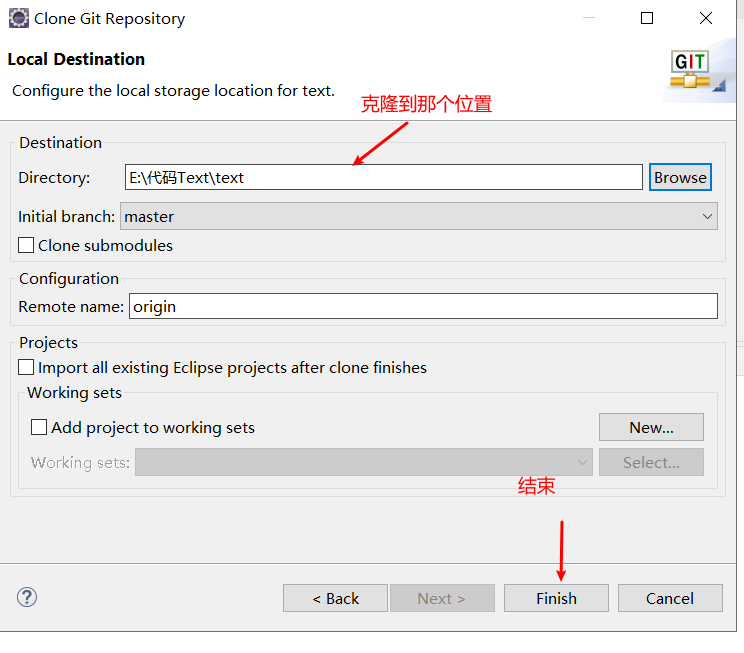 Clone Git Repository
Local Destination
Configure the local storage location for text.
GIT
克隆到那个位置
Destination
Directory: E:\代码Text\text Browse
Initial branch: master
Clone submodules
Configuration
Remote name: origin
Projects
Import all existing Eclipse projects after clone finishes
Working sets
Add project to working sets New...
Working sets: Select...
结束
? < Back Next > Finish Cancel